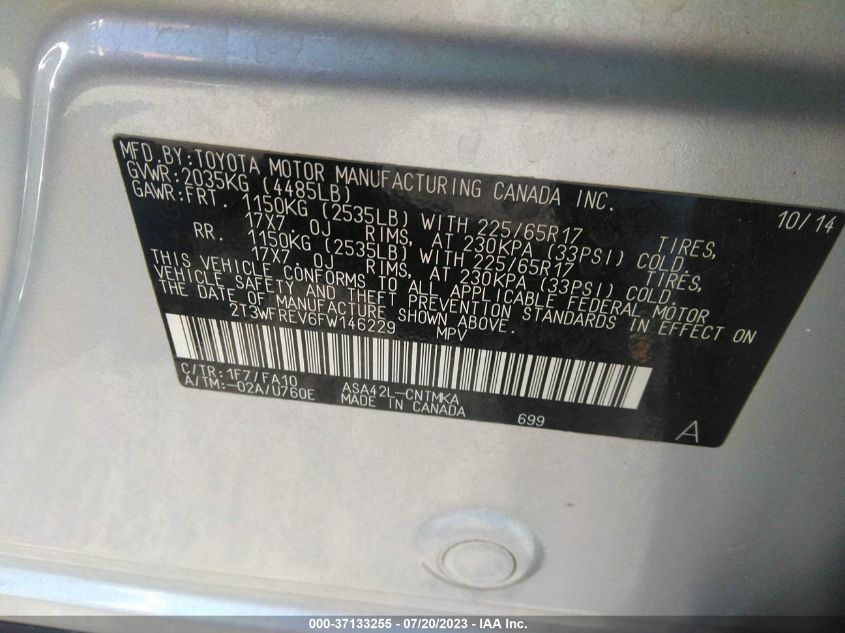 MFD.BY:TOYOTA MOTOR MANUFACTURING CANADA INC. 10/14
GVWR:2035KG (4485LB)
GAWR:FRT. 1150KG (2535LB) WITH 225/65R17 TIRES,
17X7. 0J RIMS, AT 230KPA (33PSI) COLD.
RR. 1150KG (2535LB) WITH 225/65R17 TIRES,
17X7. 0J RIMS, AT 230KPA (33PSI) COLD.
THIS VEHICLE CONFORMS TO ALL APPLICABLE FEDERAL MOTOR
VEHICLE SAFETY AND THEFT PREVENTION STANDARDS IN EFFECT ON
THE DATE OF MANUFACTURE SHOWN ABOVE.
2T3WFREV6FW146229 MPV
C/TR:1F7/FA10 ASA42L-CNTMKA
A/TM:-02A/U760E MADE IN CANADA 699 A
000-37133255 - 07/20/2023 - IAA Inc.